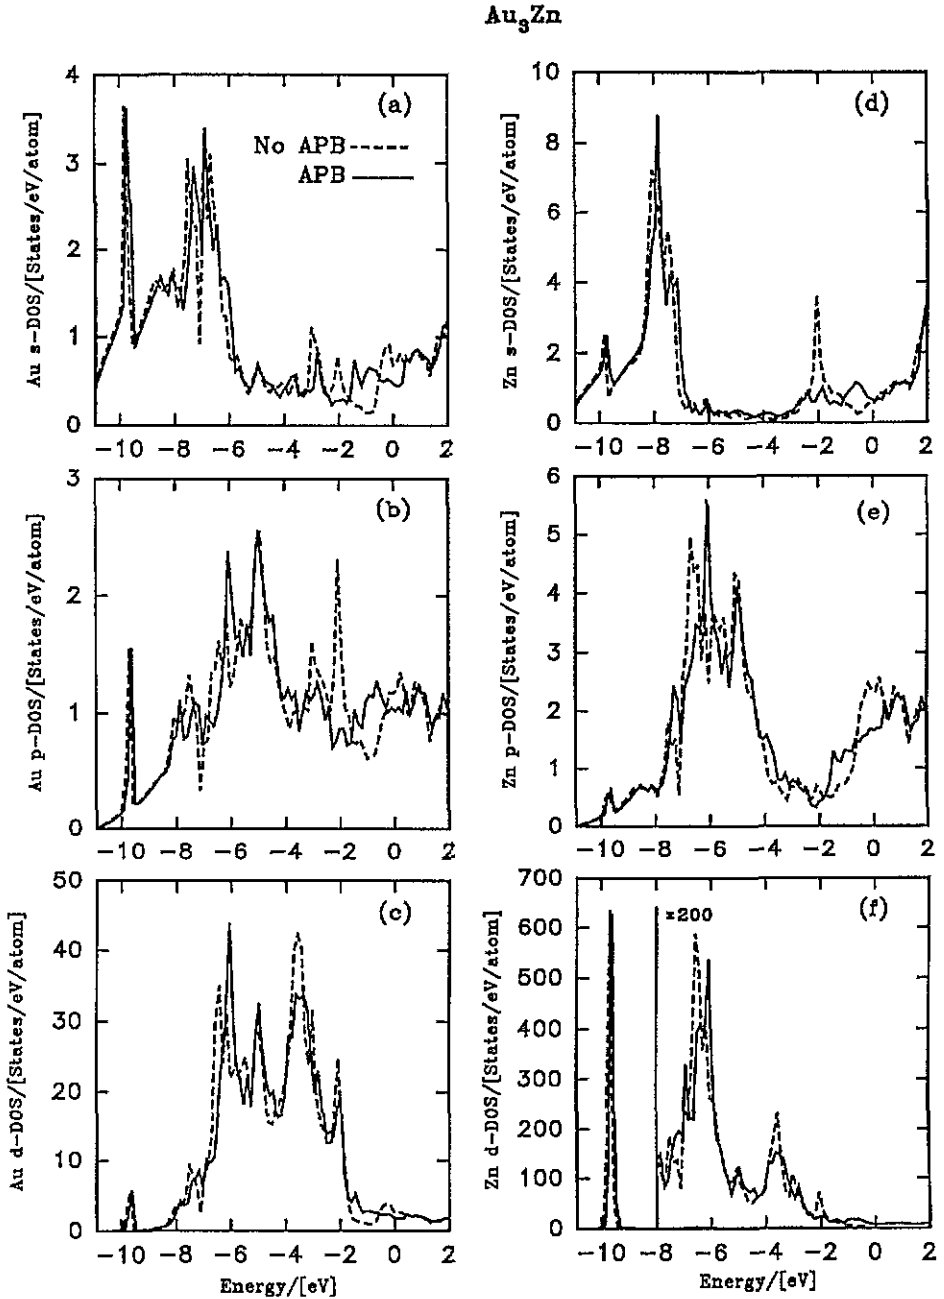 Au₃Zn
Au s-DOS/[States/eV/atom]
4
3
2
1
0
(a)
No APB
APB
−10 −8 −6 −4 −2 0 2
Zn s-DOS/[States/eV/atom]
10
8
6
4
2
0
(d)
−10 −8 −6 −4 −2 0 2
Au p-DOS/[States/eV/atom]
3
2
1
0
(b)
−10 −8 −6 −4 −2 0 2
Zn p-DOS/[States/eV/atom]
6
5
4
3
2
1
0
(e)
−10 −8 −6 −4 −2 0 2
Au d-DOS/[States/eV/atom]
50
40
30
20
10
0
(c)
−10 −8 −6 −4 −2 0 2
Energy/[eV]
Zn d-DOS/[States/eV/atom]
700
600
500
400
300
200
100
0
×200
(f)
−10 −8 −6 −4 −2 0 2
Energy/[eV]